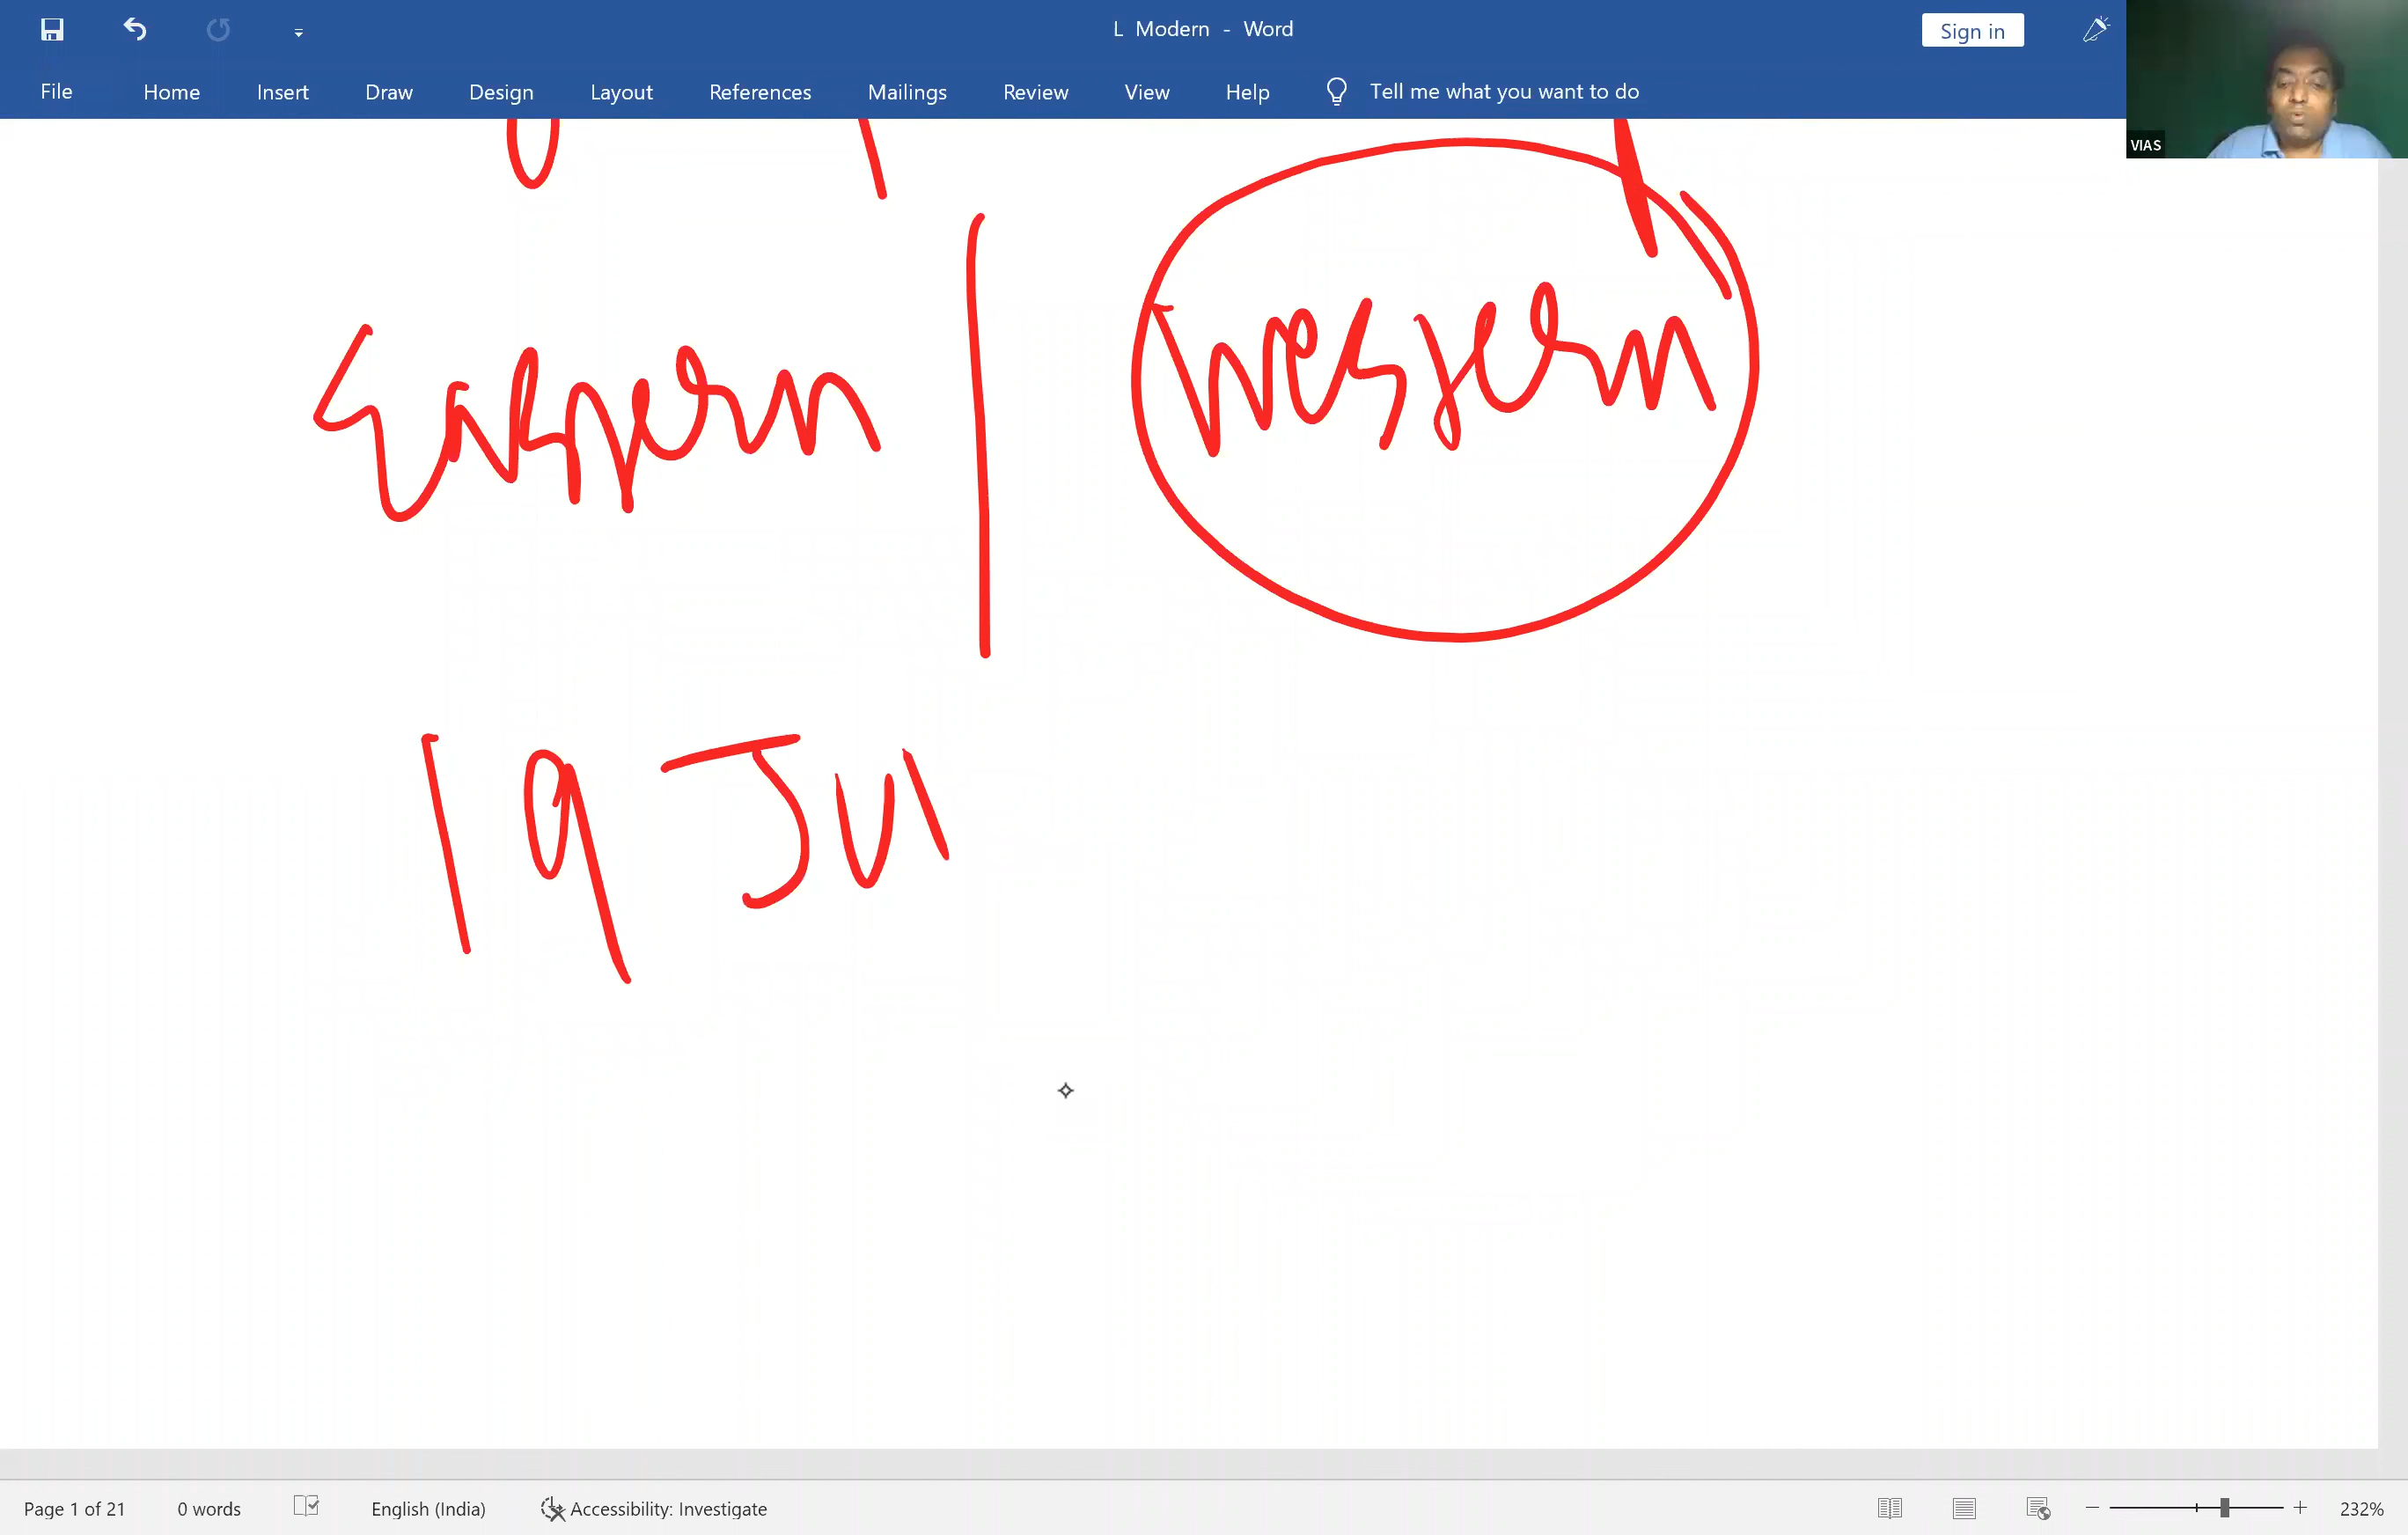 L Modern - Word
Sign in
File Home Insert Draw Design Layout References Mailings Review View Help Tell me what you want to do
VIAS
Eastern | Western
19 Jul
Page 1 of 21 0 words English (India) Accessibility: Investigate 232%